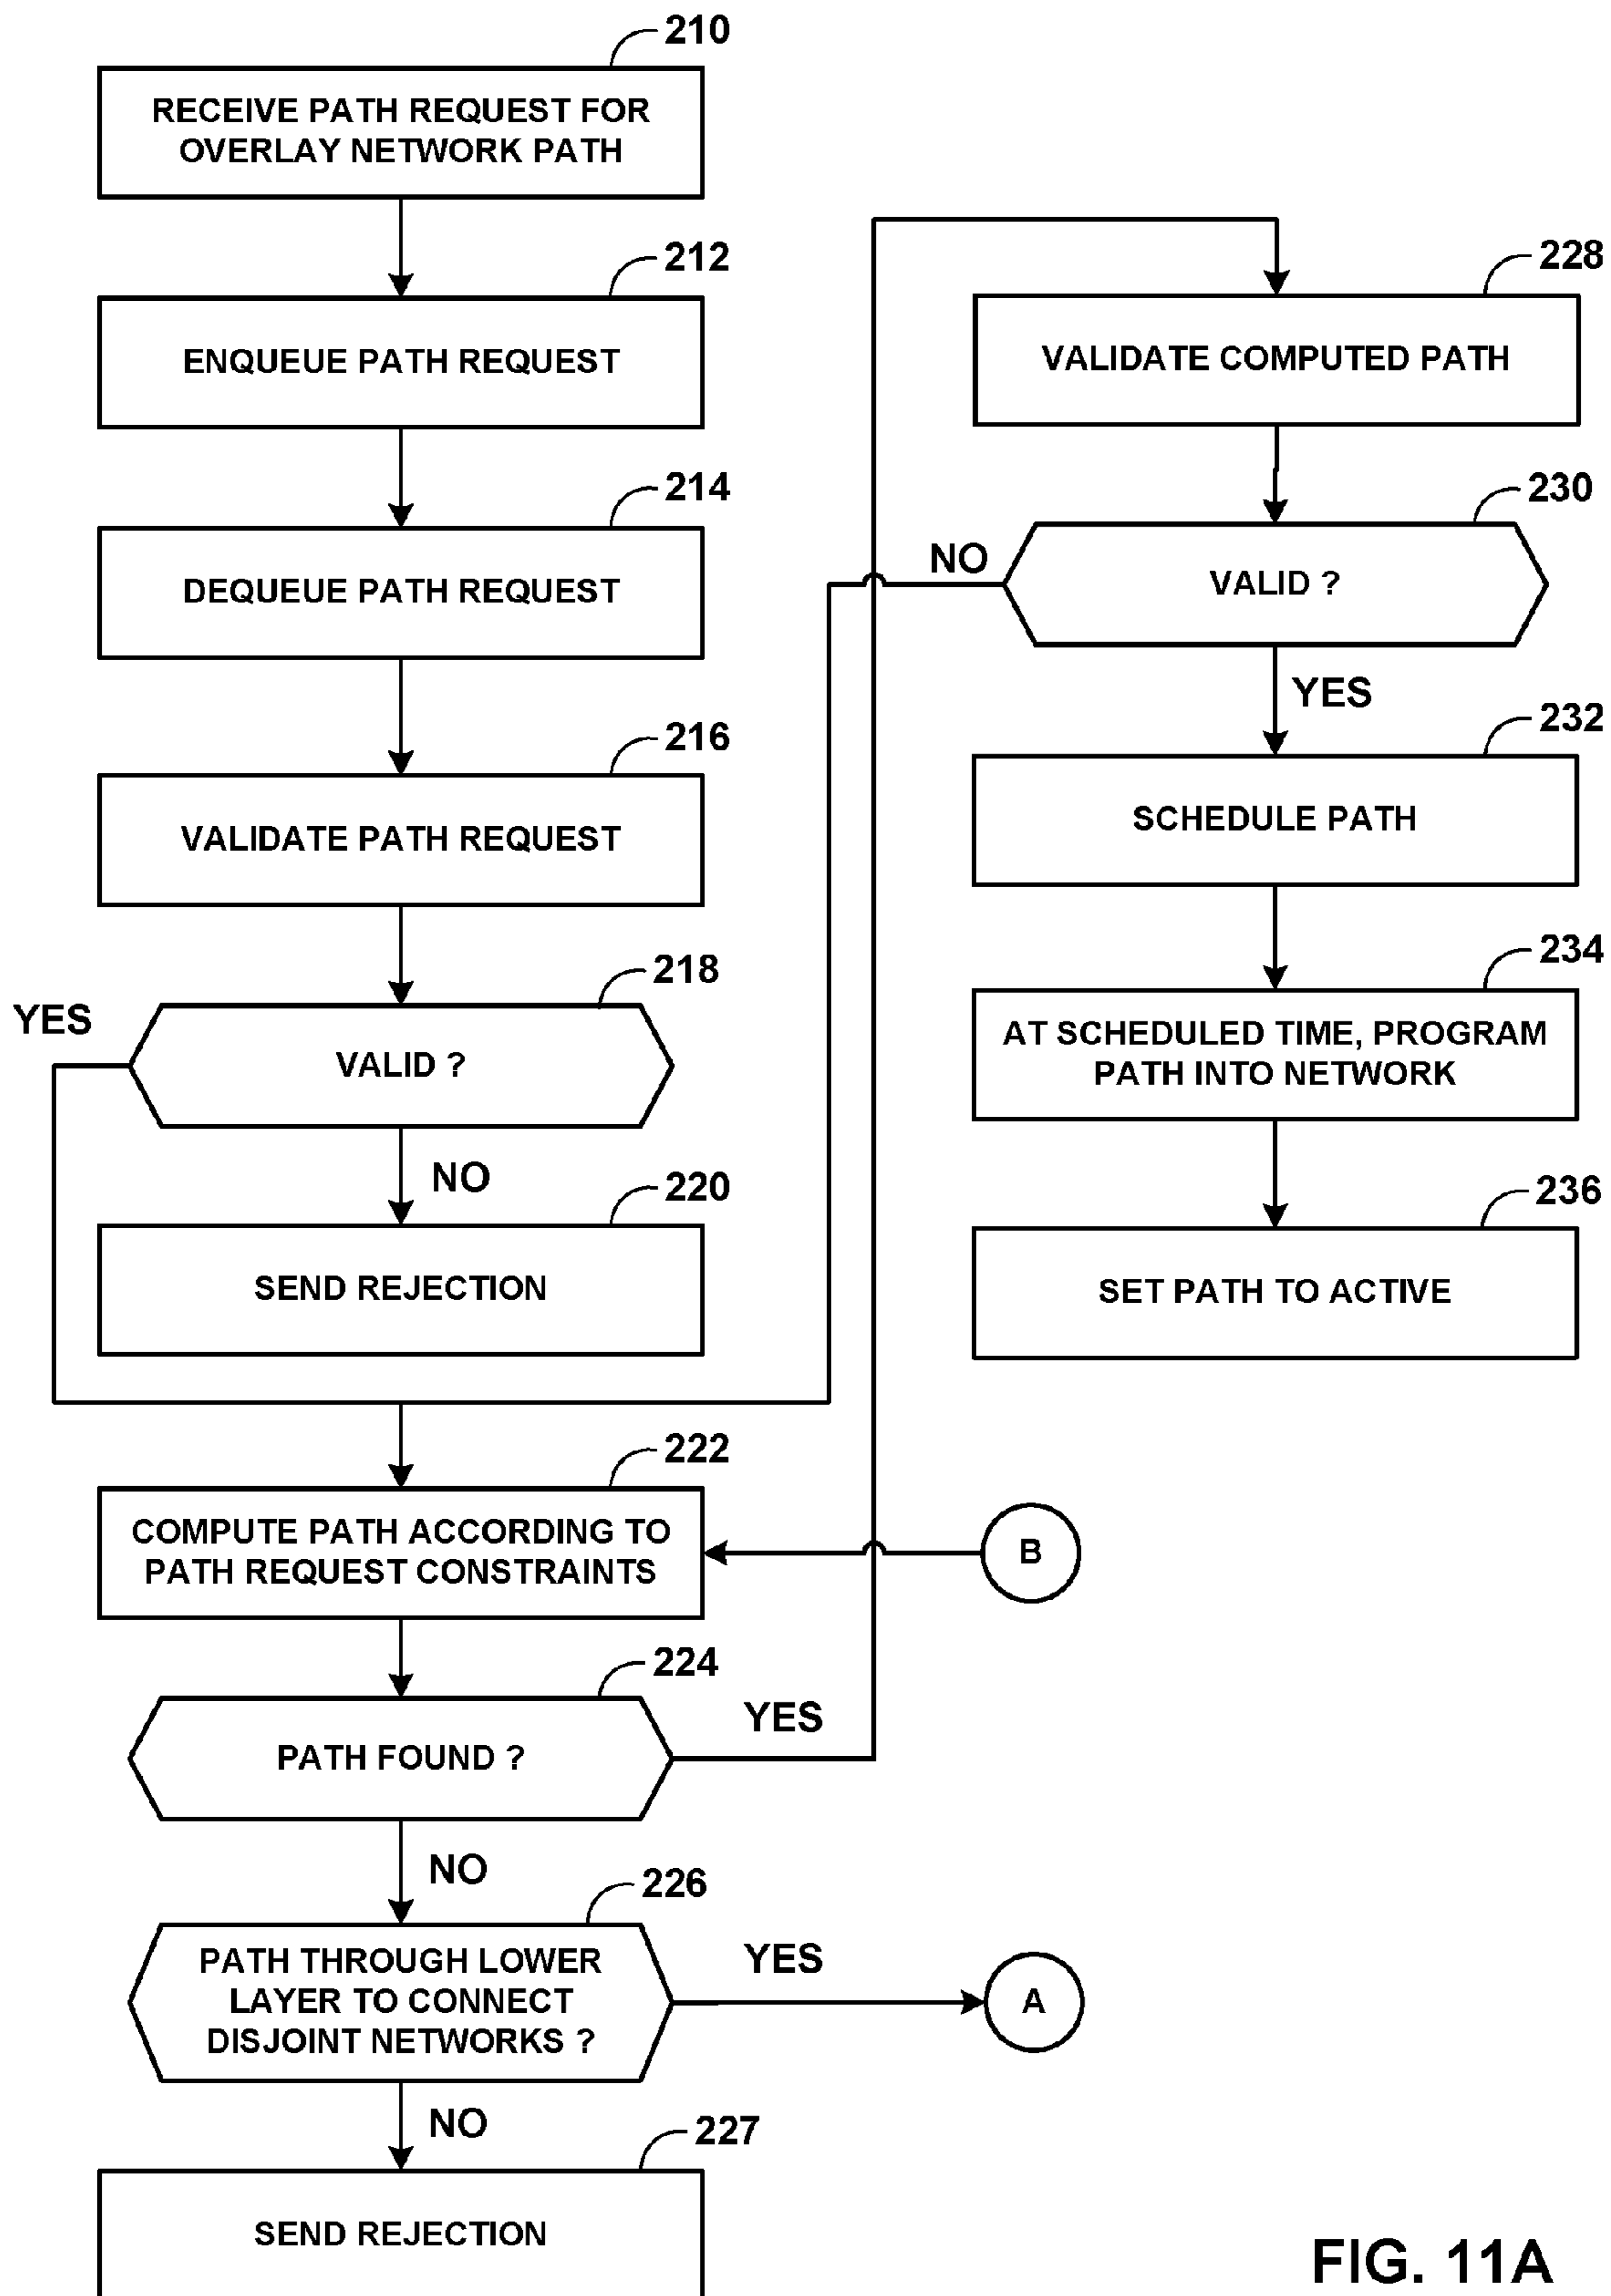 210
RECEIVE PATH REQUEST FOR
OVERLAY NETWORK PATH
212
ENQUEUE PATH REQUEST
214
DEQUEUE PATH REQUEST
216
VALIDATE PATH REQUEST
218
YES
VALID ?
NO
220
SEND REJECTION
222
COMPUTE PATH ACCORDING TO
PATH REQUEST CONSTRAINTS
B
224
PATH FOUND ?
YES
NO
226
PATH THROUGH LOWER
LAYER TO CONNECT
DISJOINT NETWORKS ?
YES
A
NO
227
SEND REJECTION
228
VALIDATE COMPUTED PATH
230
NO
VALID ?
YES
232
SCHEDULE PATH
234
AT SCHEDULED TIME, PROGRAM
PATH INTO NETWORK
236
SET PATH TO ACTIVE
FIG. 11A